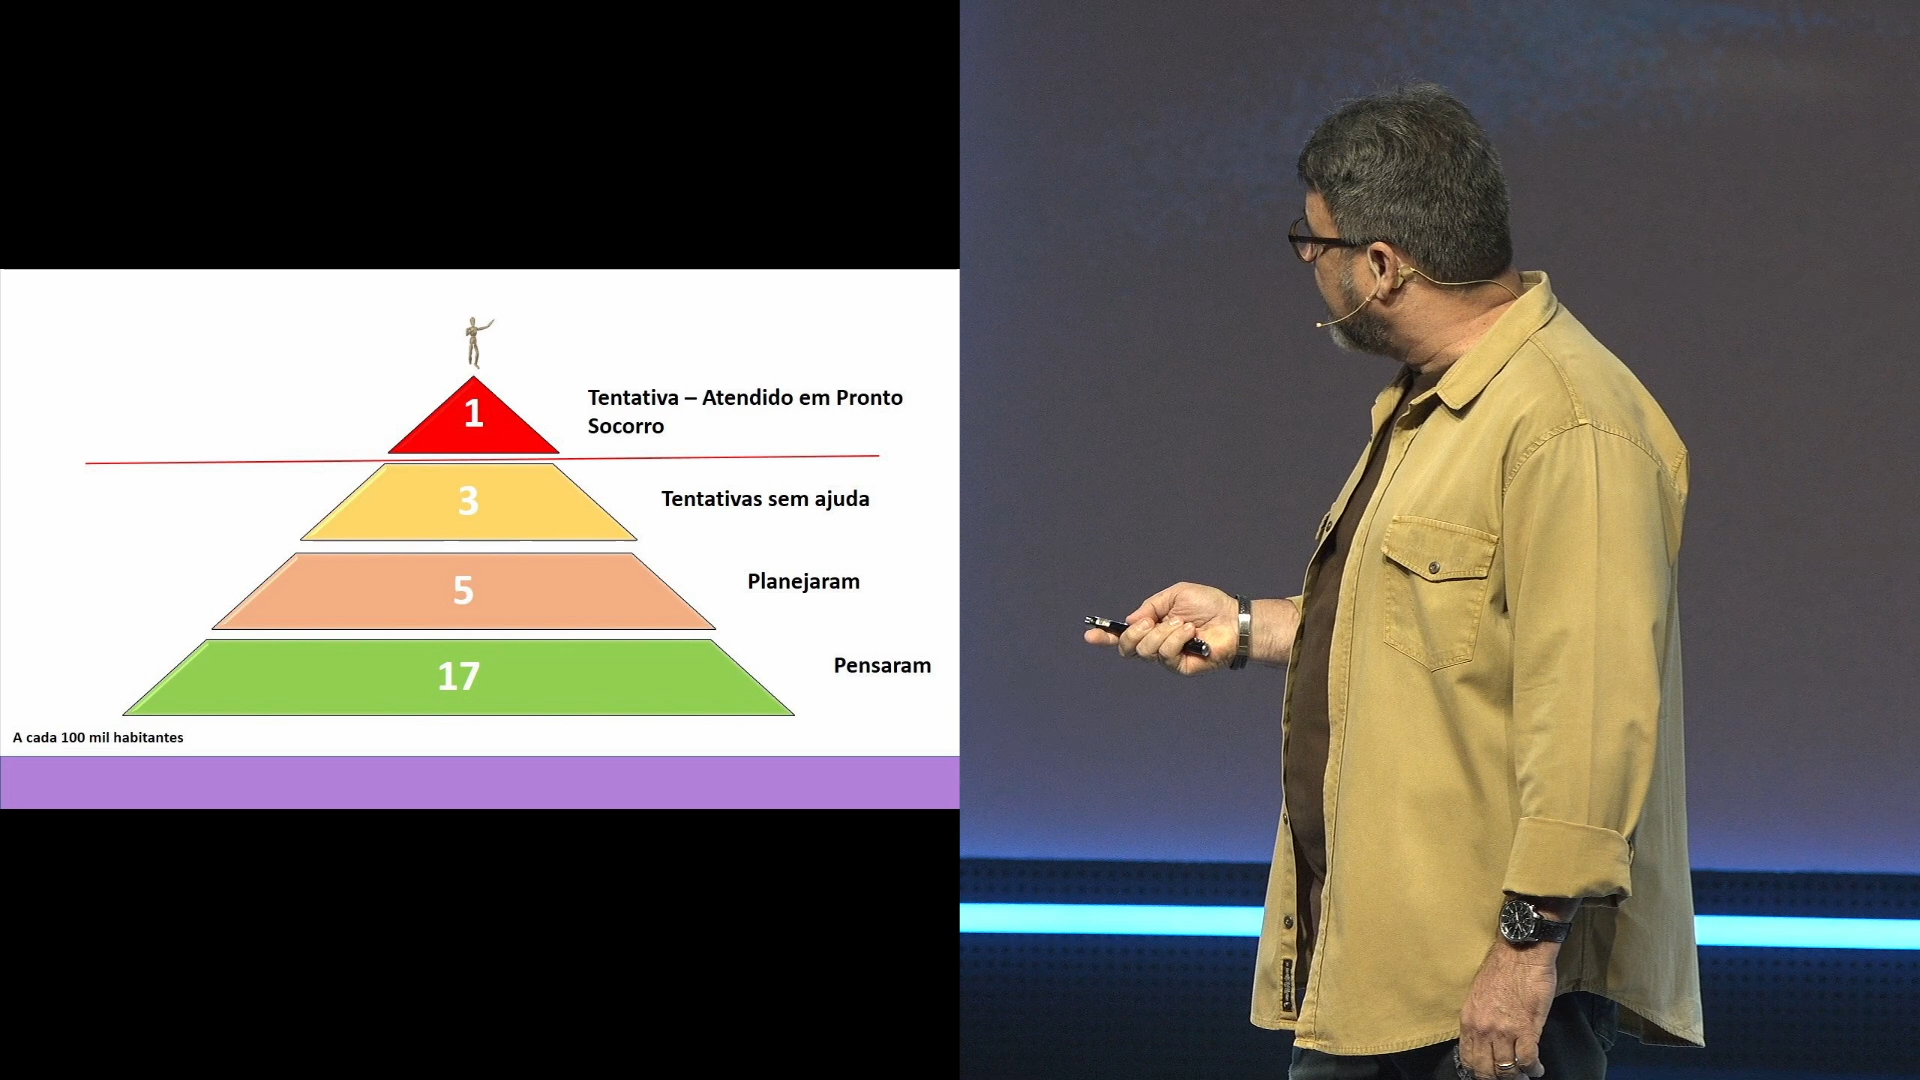 1
Tentativa – Atendido em Pronto
Socorro
3
Tentativas sem ajuda
5
Planejaram
17
Pensaram
A cada 100 mil habitantes